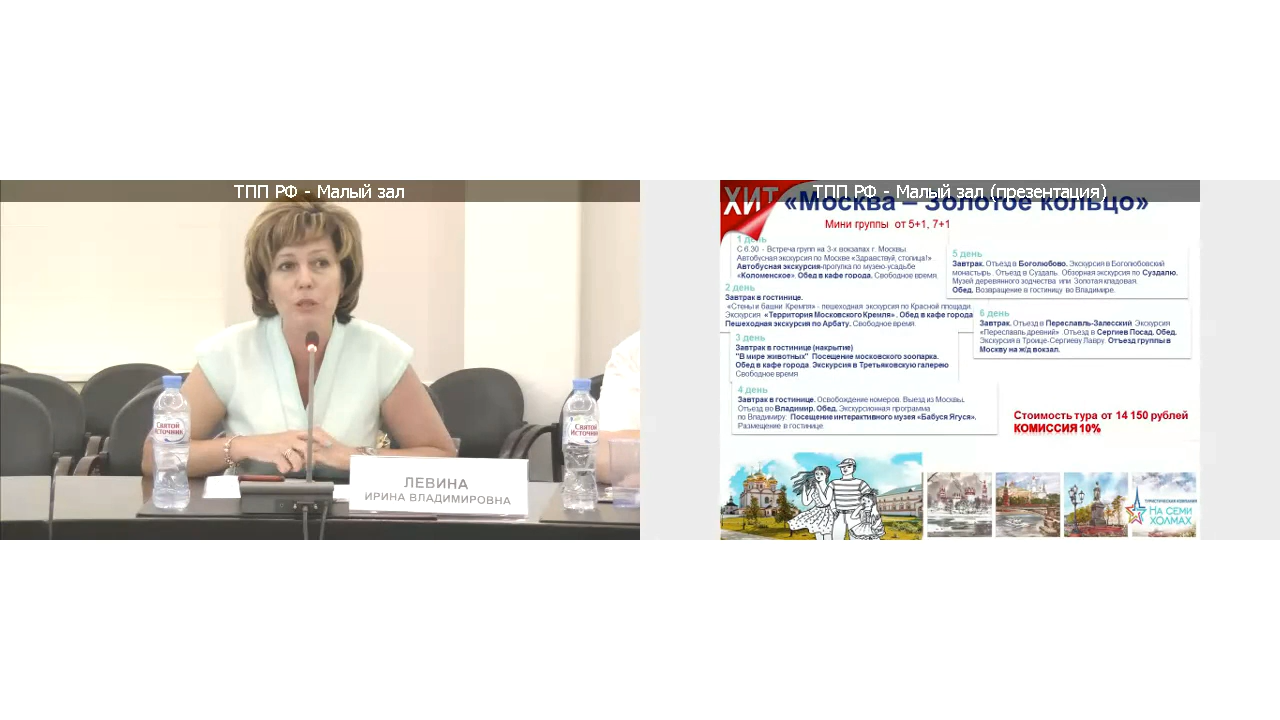 ТПП РФ - Малый зал
СВЯТОЙ
ИСТОЧНИК
СВЯТОЙ
ИСТОЧНИК
ЛЕВИНА
ИРИНА ВЛАДИМИРОВНА
ТПП РФ - Малый зал (презентация)
ХИТ
«Москва – Золотое кольцо»
Мини группы от 5+1, 7+1
1 день
С 6.30 - Встреча групп на 3-х вокзалах г. Москвы.
Автобусная экскурсия по Москве «Здравствуй, столица!»
Автобусная экскурсия-прогулка по музею-усадьбе
«Коломенское». Обед в кафе города. Свободное время.
2 день
Завтрак в гостинице.
«Стены и башни Кремля» - пешеходная экскурсия по Красной площади.
Экскурсия «Территория Московского Кремля». Обед в кафе города
Пешеходная экскурсия по Арбату. Свободное время.
3 день
Завтрак в гостинице (накрытие)
"В мире животных" Посещение московского зоопарка.
Обед в кафе города. Экскурсия в Третьяковскую галерею
Свободное время
4 день
Завтрак в гостинице. Освобождение номеров. Выезд из Москвы.
Отъезд во Владимир. Обед. Экскурсионная программа
по Владимиру. Посещение интерактивного музея «Бабуся Ягуся».
Размещение в гостинице.
5 день
Завтрак. Отъезд в Боголюбово. Экскурсия в Боголюбовский
монастырь. Отъезд в Суздаль. Обзорная экскурсия по Суздалю.
Музей деревянного зодчества или Золотая кладовая.
Обед. Возвращение в гостиницу во Владимире.
6 день
Завтрак. Отъезд в Переславль-Залесский. Экскурсия
«Переславль древний». Отъезд в Сергиев Посад. Обед.
Экскурсия в Троице-Сергиеву Лавру. Отъезд группы в
Москву на ж/д вокзал.
Стоимость тура от 14 150 рублей
КОМИССИЯ 10%
ТУРИСТИЧЕСКАЯ КОМПАНИЯ
НА СЕМИ
ХОЛМАХ